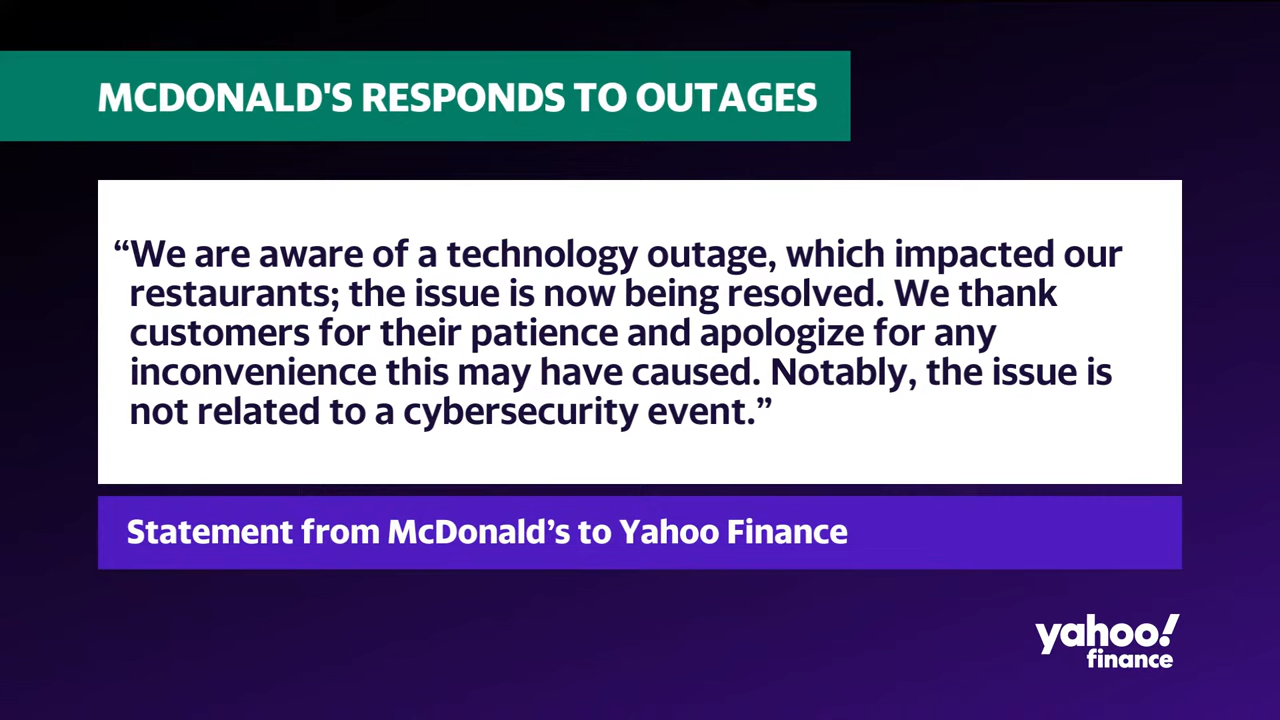 MCDONALD'S RESPONDS TO OUTAGES
“We are aware of a technology outage, which impacted our
restaurants; the issue is now being resolved. We thank
customers for their patience and apologize for any
inconvenience this may have caused. Notably, the issue is
not related to a cybersecurity event.”
Statement from McDonald’s to Yahoo Finance
yahoo!
finance